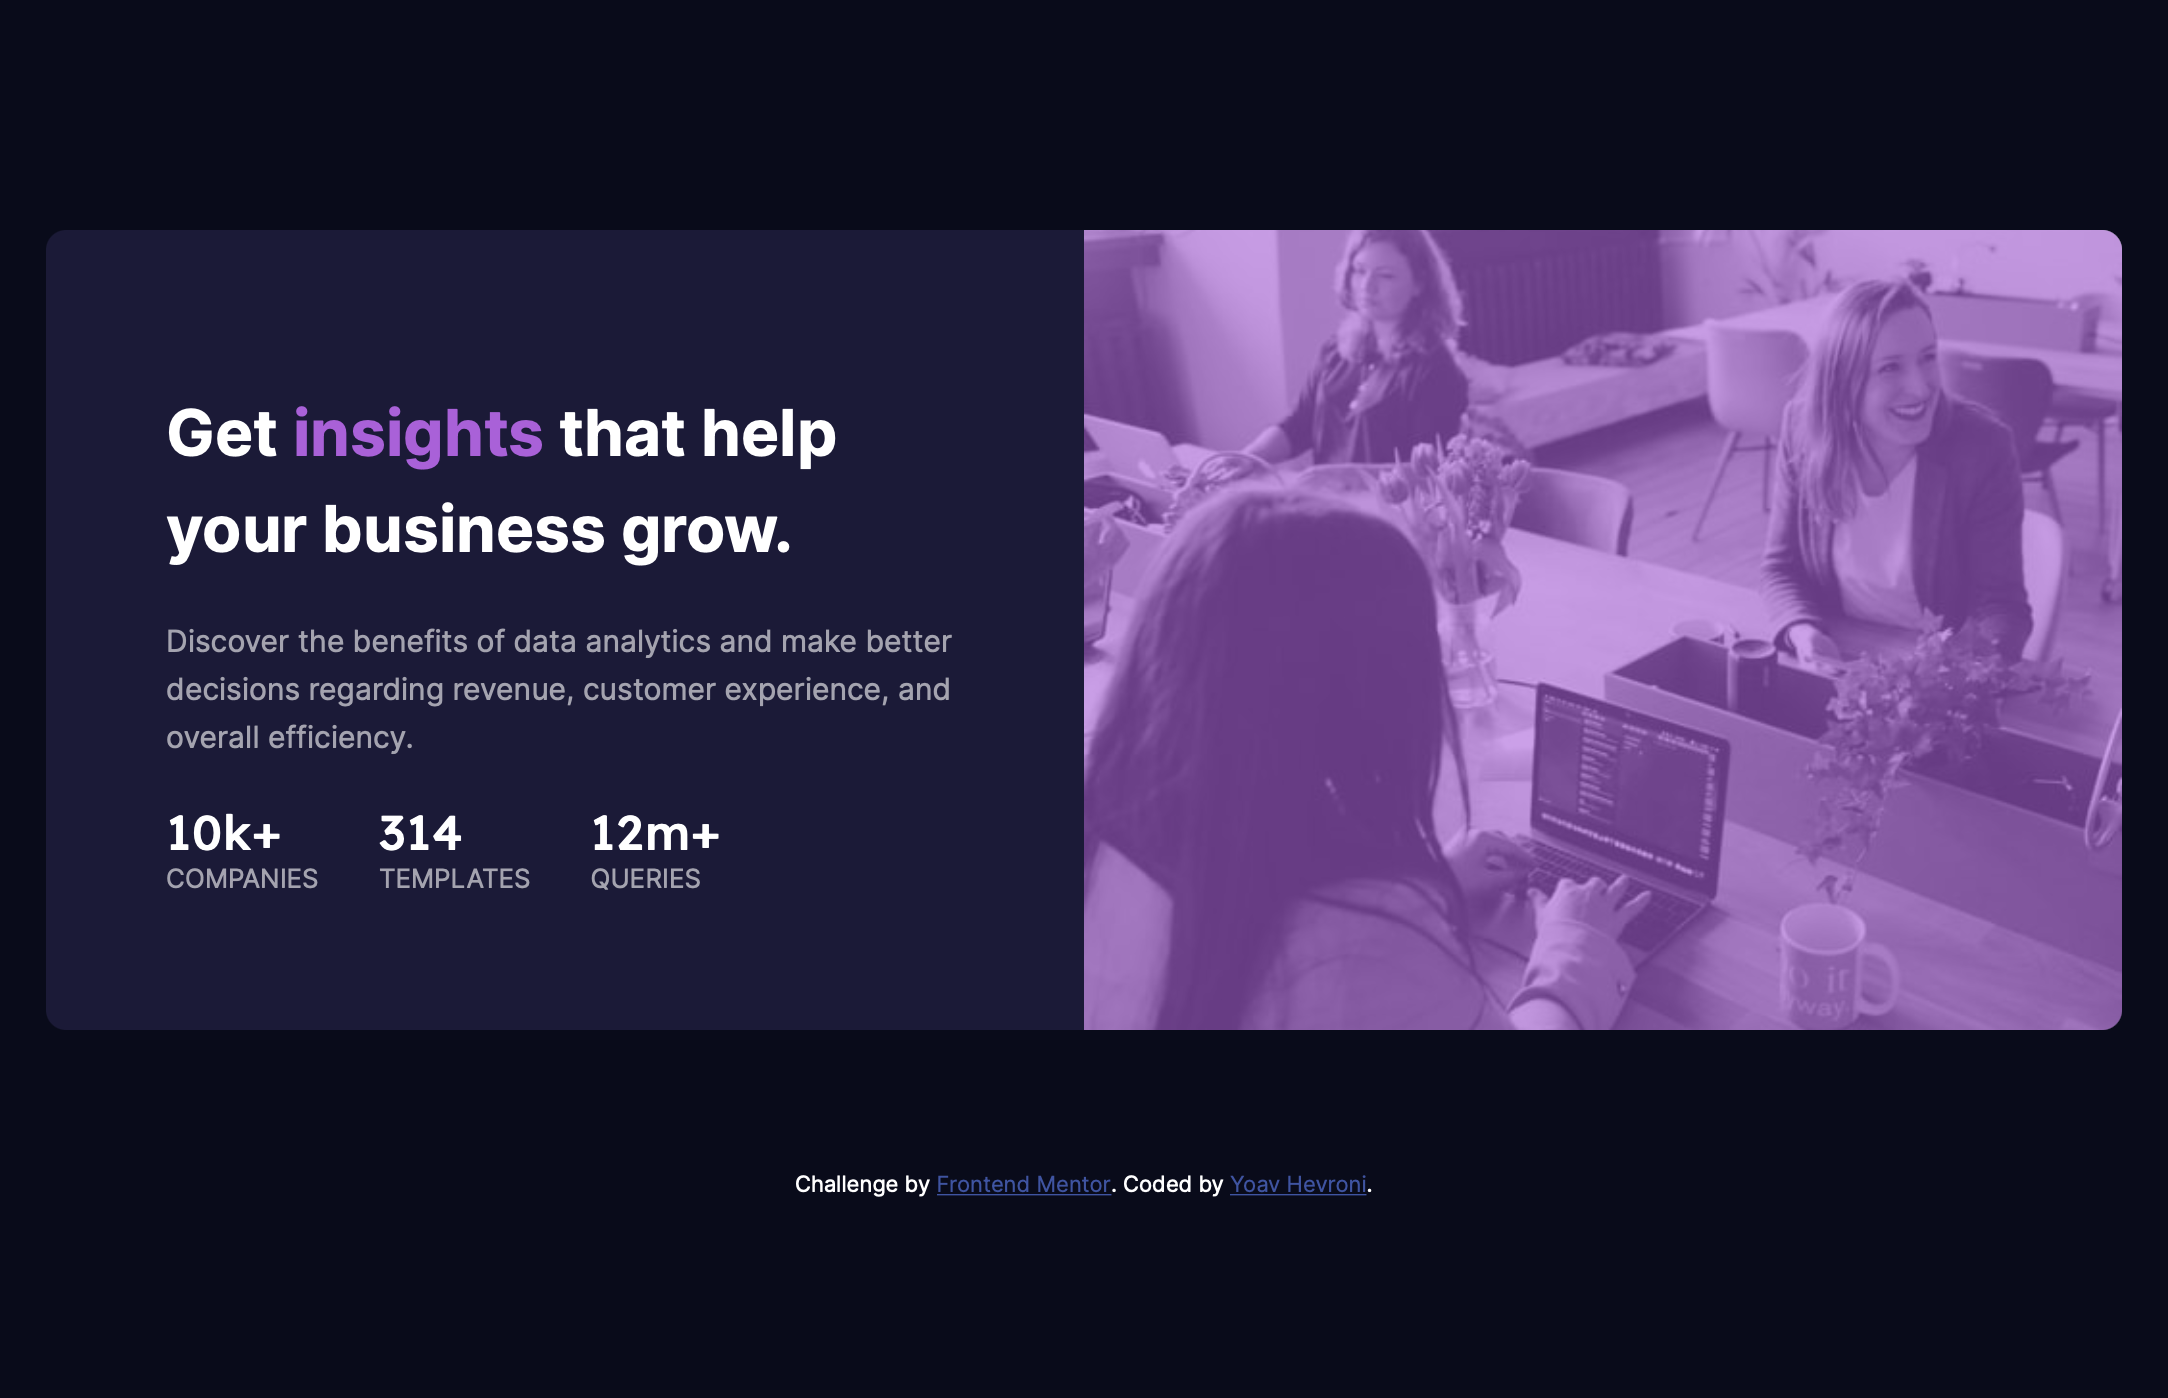 Get insights that help
your business grow.
Discover the benefits of data analytics and make better
decisions regarding revenue, customer experience, and
overall efficiency.
10k+ 314 12m+
COMPANIES TEMPLATES QUERIES
it
way.
Challenge by Frontend Mentor. Coded by Yoav Hevroni.